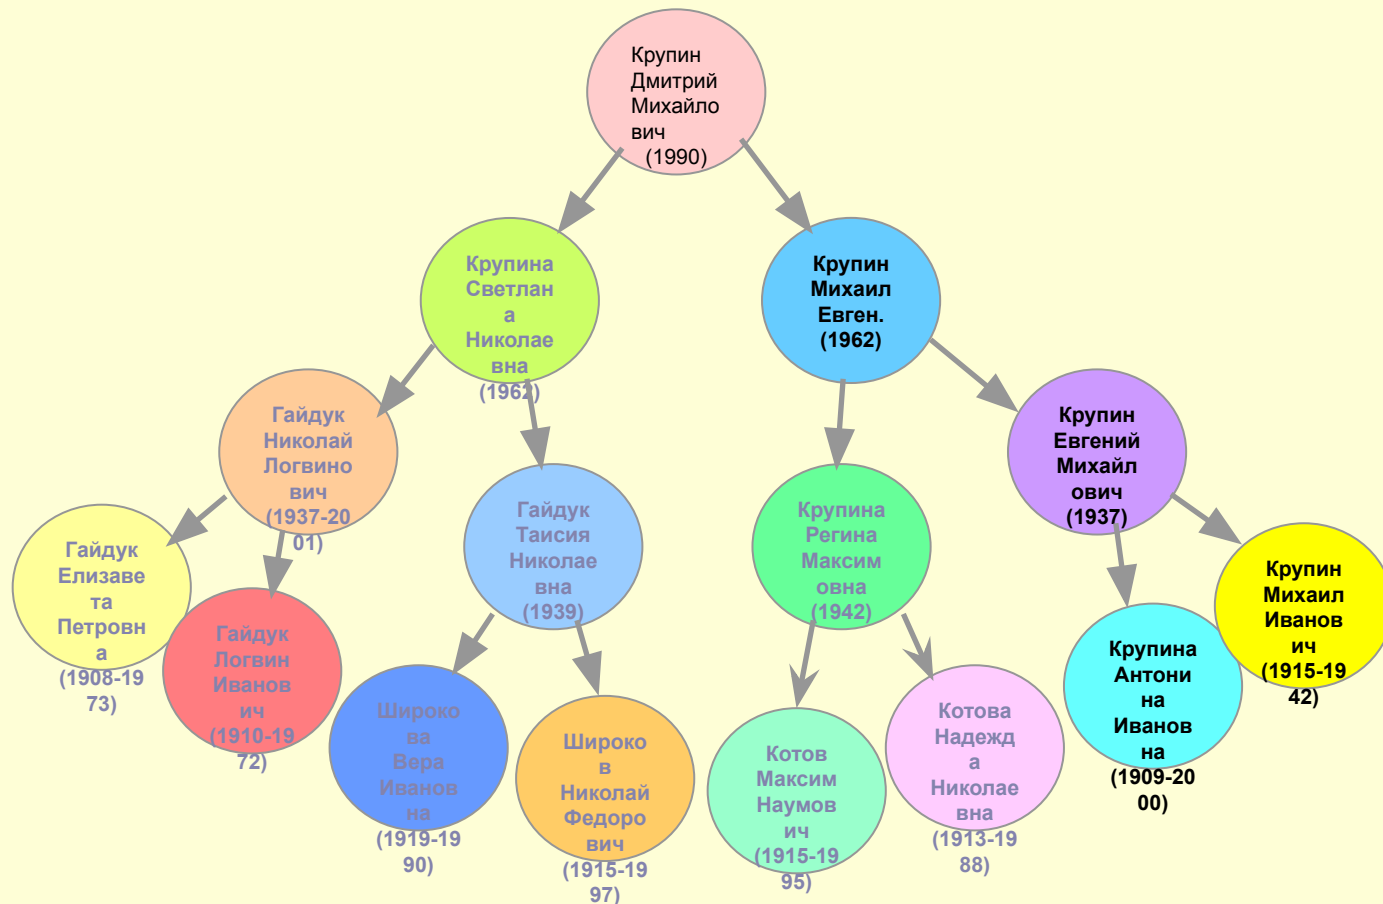 Крупин
Дмитрий
Михайло
вич
(1990)
Крупина
Светлан
а
Николае
вна
(1962)
Крупин
Михаил
Евген.
(1962)
Гайдук
Николай
Логвино
вич
(1937-20
01)
Гайдук
Таисия
Николае
вна
(1939)
Крупина
Регина
Максим
овна
(1942)
Крупин
Евгений
Михайл
ович
(1937)
Гайдук
Елизаве
та
Петровн
а
(1908-19
73)
Гайдук
Логвин
Иванов
ич
(1910-19
72)
Широко
ва
Вера
Иванов
на
(1919-19
90)
Широко
в
Николай
Федоро
вич
(1915-19
97)
Котов
Максим
Наумов
ич
(1915-19
95)
Котова
Надежд
а
Николае
вна
(1913-19
88)
Крупина
Антони
на
Иванов
на
(1909-20
00)
Крупин
Михаил
Иванов
ич
(1915-19
42)